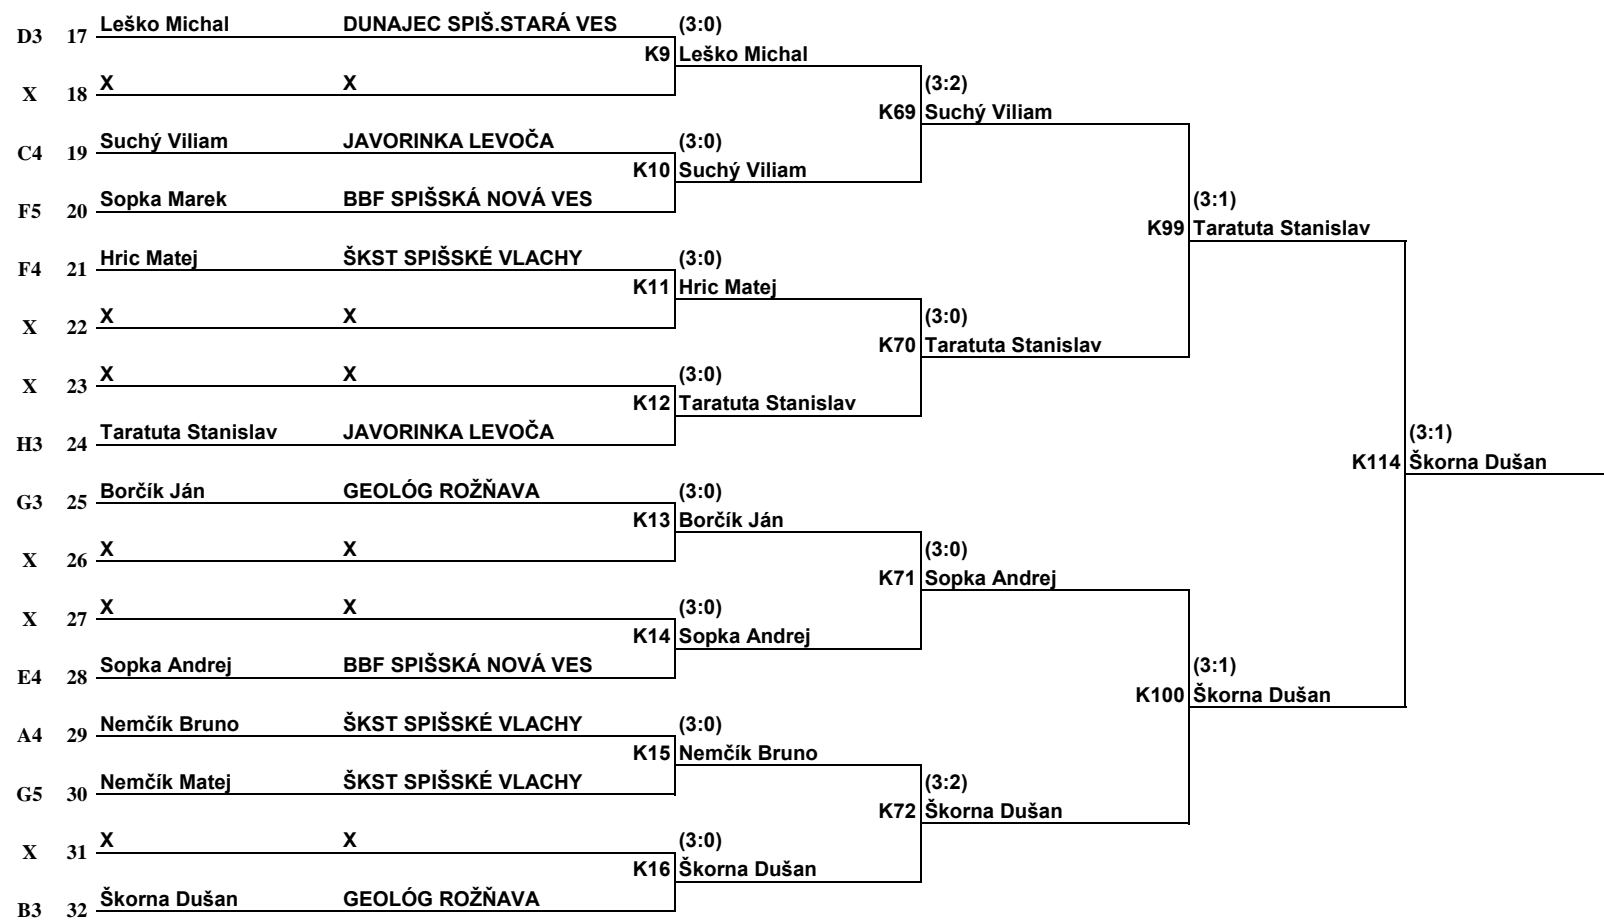 Leško Michal DUNAJEC SPIŠ.STARÁ VES (3:0)
D3 17
K9 Leško Michal
X X (3:2)
X 18
K69 Suchý Viliam
Suchý Viliam JAVORINKA LEVOČA (3:0)
C4 19
K10 Suchý Viliam
Sopka Marek BBF SPIŠSKÁ NOVÁ VES (3:1)
F5 20
K99 Taratuta Stanislav
Hric Matej ŠKST SPIŠSKÉ VLACHY (3:0)
F4 21
K11 Hric Matej
X X (3:0)
X 22
K70 Taratuta Stanislav
X X (3:0)
X 23
K12 Taratuta Stanislav
Taratuta Stanislav JAVORINKA LEVOČA (3:1)
H3 24
K114 Škorna Dušan
Borčík Ján GEOLÓG ROŽŇAVA (3:0)
G3 25
K13 Borčík Ján
X X (3:0)
X 26
K71 Sopka Andrej
X X (3:0)
X 27
K14 Sopka Andrej
Sopka Andrej BBF SPIŠSKÁ NOVÁ VES (3:1)
E4 28
K100 Škorna Dušan
Nemčík Bruno ŠKST SPIŠSKÉ VLACHY (3:0)
A4 29
K15 Nemčík Bruno
Nemčík Matej ŠKST SPIŠSKÉ VLACHY (3:2)
G5 30
K72 Škorna Dušan
X X (3:0)
X 31
K16 Škorna Dušan
Škorna Dušan GEOLÓG ROŽŇAVA
B3 32